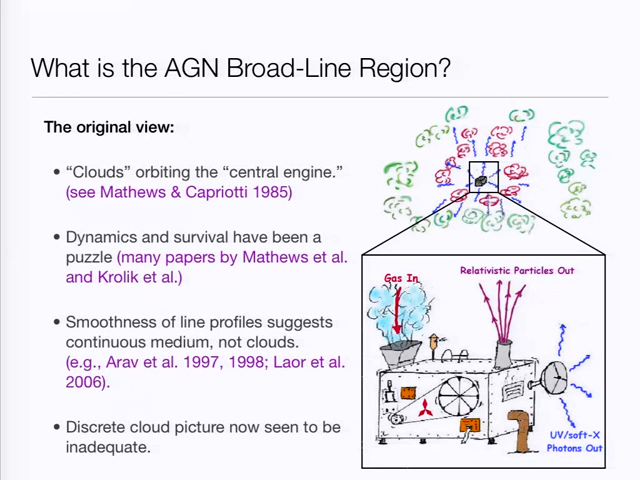 What is the AGN Broad-Line Region?
The original view:
• “Clouds” orbiting the “central engine.”
(see Mathews & Capriotti 1985)
• Dynamics and survival have been a
puzzle (many papers by Mathews et al.
and Krolik et al.)
• Smoothness of line profiles suggests
continuous medium, not clouds.
(e.g., Arav et al. 1997, 1998; Laor et al.
2006).
• Discrete cloud picture now seen to be
inadequate.
Gas In
Relativistic Particles Out
UV/soft-X
Photons Out